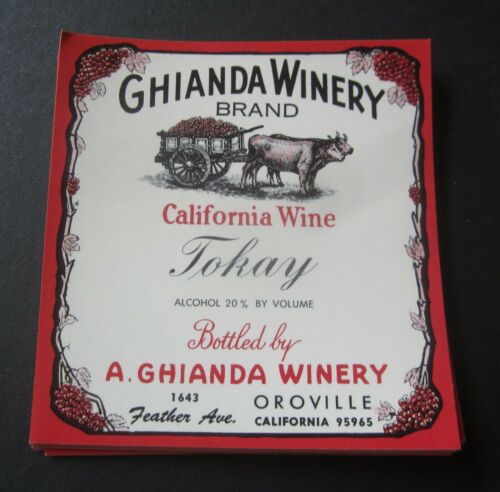 GHIANDA WINERY
BRAND
California Wine
Tokay
ALCOHOL 20% BY VOLUME
Bottled by
A. GHIANDA WINERY
1643 OROVILLE
Feather Ave. CALIFORNIA 95965